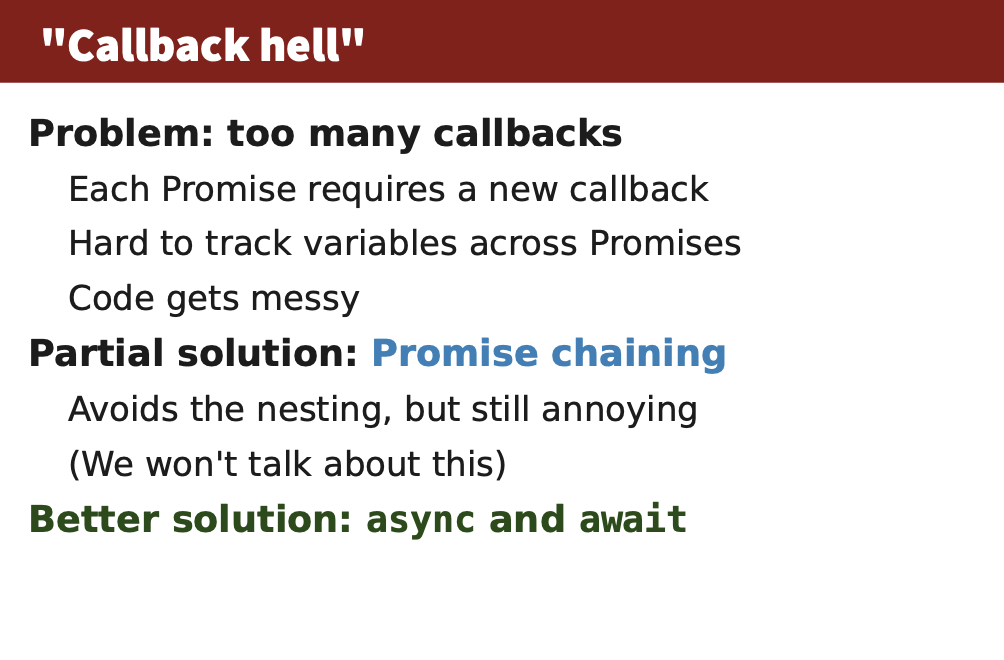 "Callback hell"
Problem: too many callbacks
Each Promise requires a new callback
Hard to track variables across Promises
Code gets messy
Partial solution: Promise chaining
Avoids the nesting, but still annoying
(We won't talk about this)
Better solution: async and await